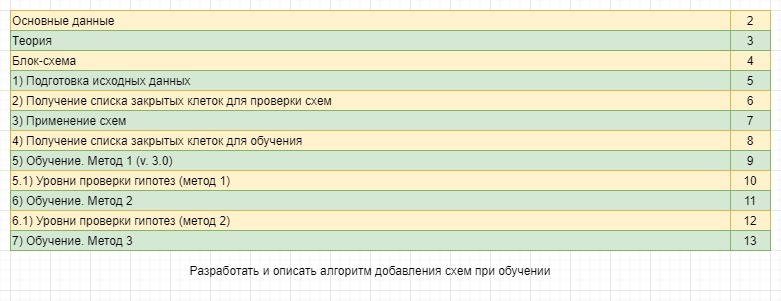 Основные данные 2
Теория 3
Блок-схема 4
1) Подготовка исходных данных 5
2) Получение списка закрытых клеток для проверки схем 6
3) Применение схем 7
4) Получение списка закрытых клеток для обучения 8
5) Обучение. Метод 1 (v. 3.0) 9
5.1) Уровни проверки гипотез (метод 1) 10
6) Обучение. Метод 2 11
6.1) Уровни проверки гипотез (метод 2) 12
7) Обучение. Метод 3 13
Разработать и описать алгоритм добавления схем при обучении